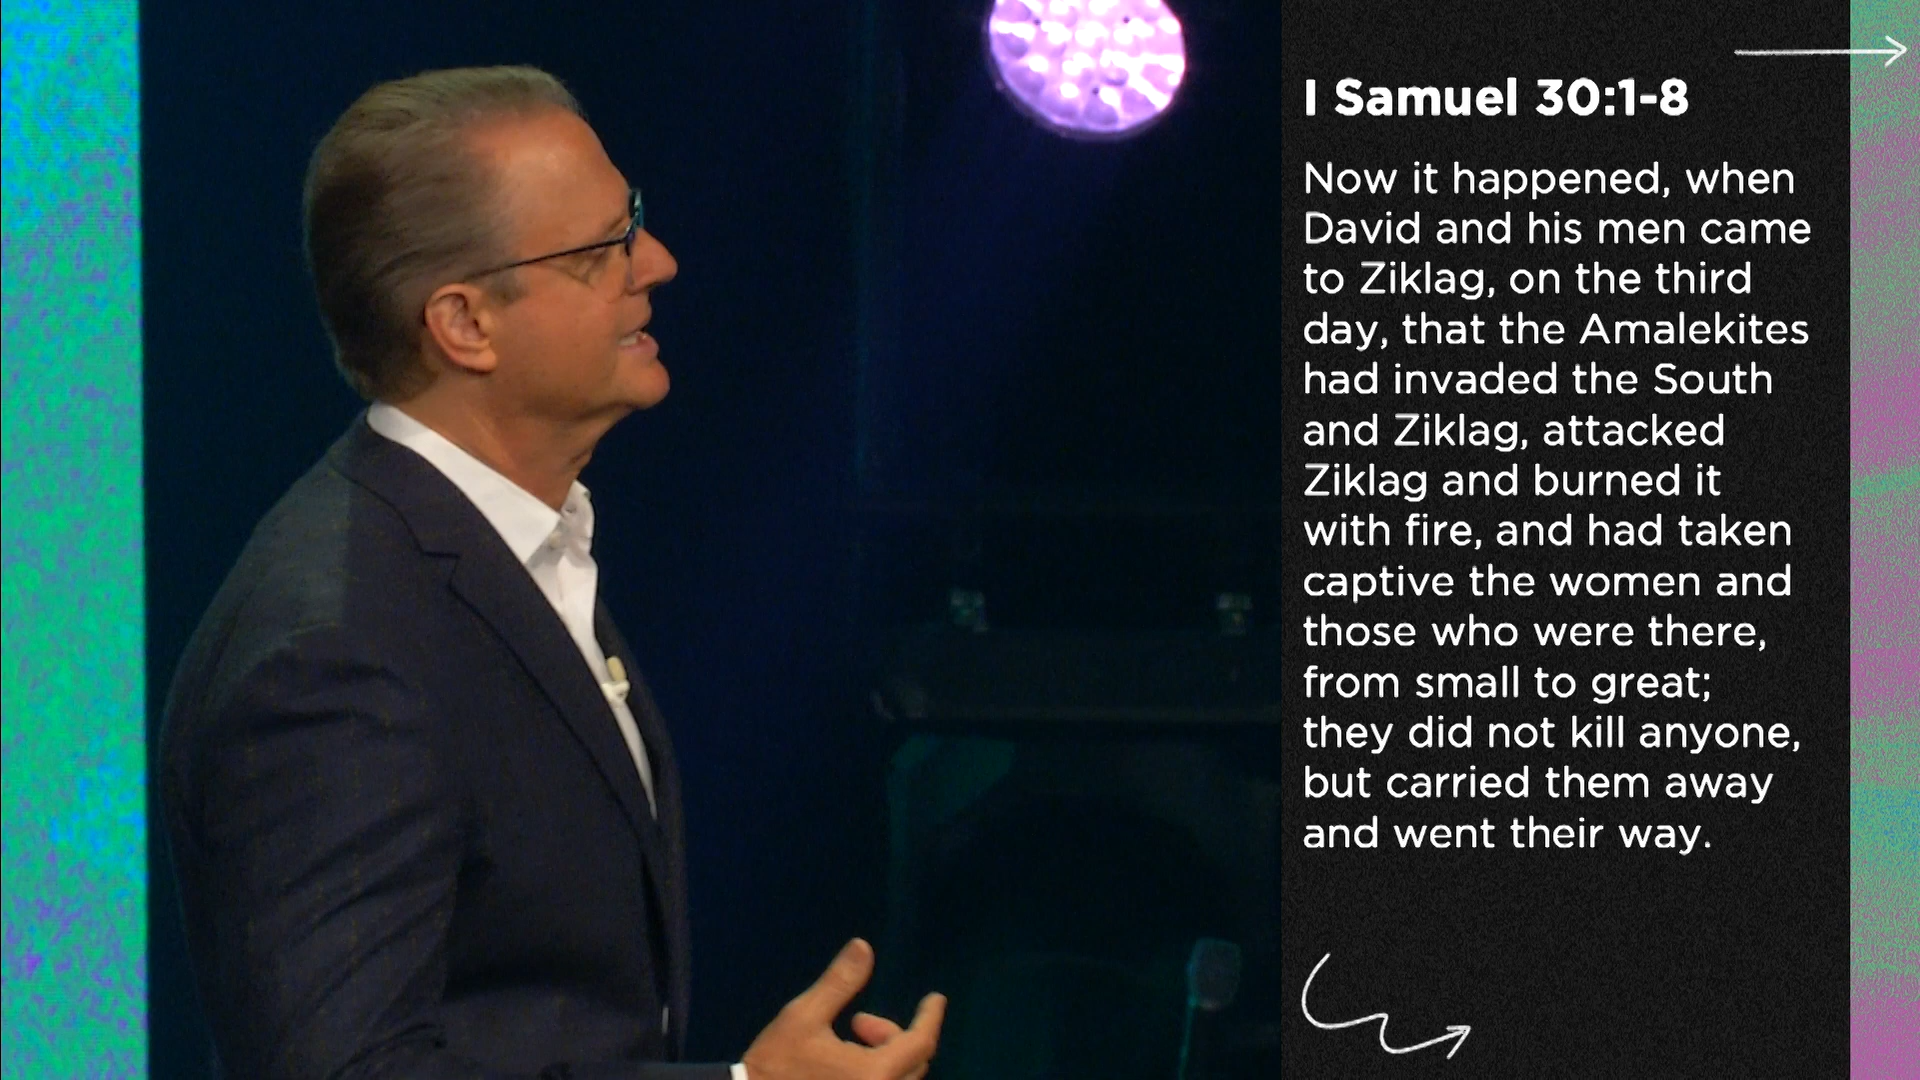 I Samuel 30:1-8
Now it happened, when
David and his men came
to Ziklag, on the third
day, that the Amalekites
had invaded the South
and Ziklag, attacked
Ziklag and burned it
with fire, and had taken
captive the women and
those who were there,
from small to great;
they did not kill anyone,
but carried them away
and went their way.